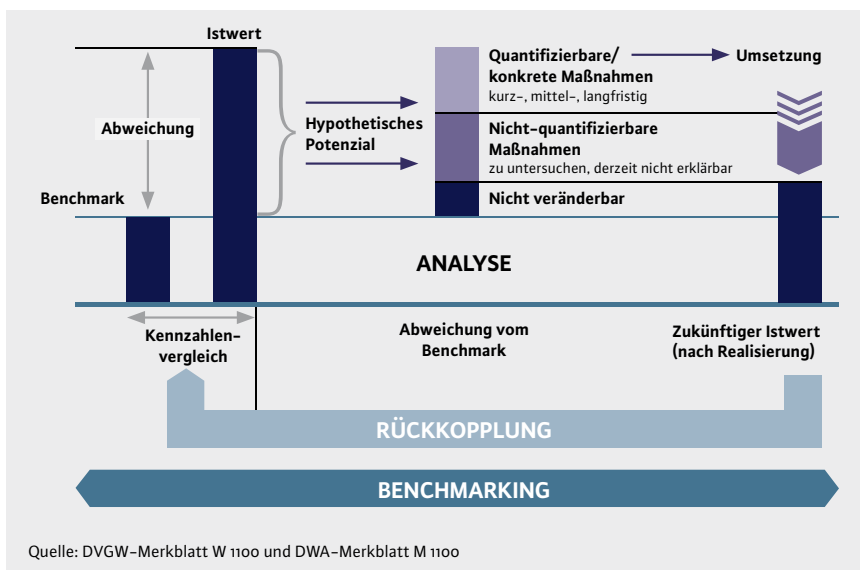 Istwert
Abweichung
Benchmark
Hypothetisches
Potenzial
Quantifizierbare/
konkrete Maßnahmen
kurz-, mittel-, langfristig
Umsetzung
Nicht-quantifizierbare
Maßnahmen
zu untersuchen, derzeit nicht erklärbar
Nicht veränderbar
ANALYSE
Kennzahlen-
vergleich
Abweichung vom
Benchmark
Zukünftiger Istwert
(nach Realisierung)
RÜCKKOPPLUNG
BENCHMARKING
Quelle: DVGW-Merkblatt W 1100 und DWA-Merkblatt M 1100